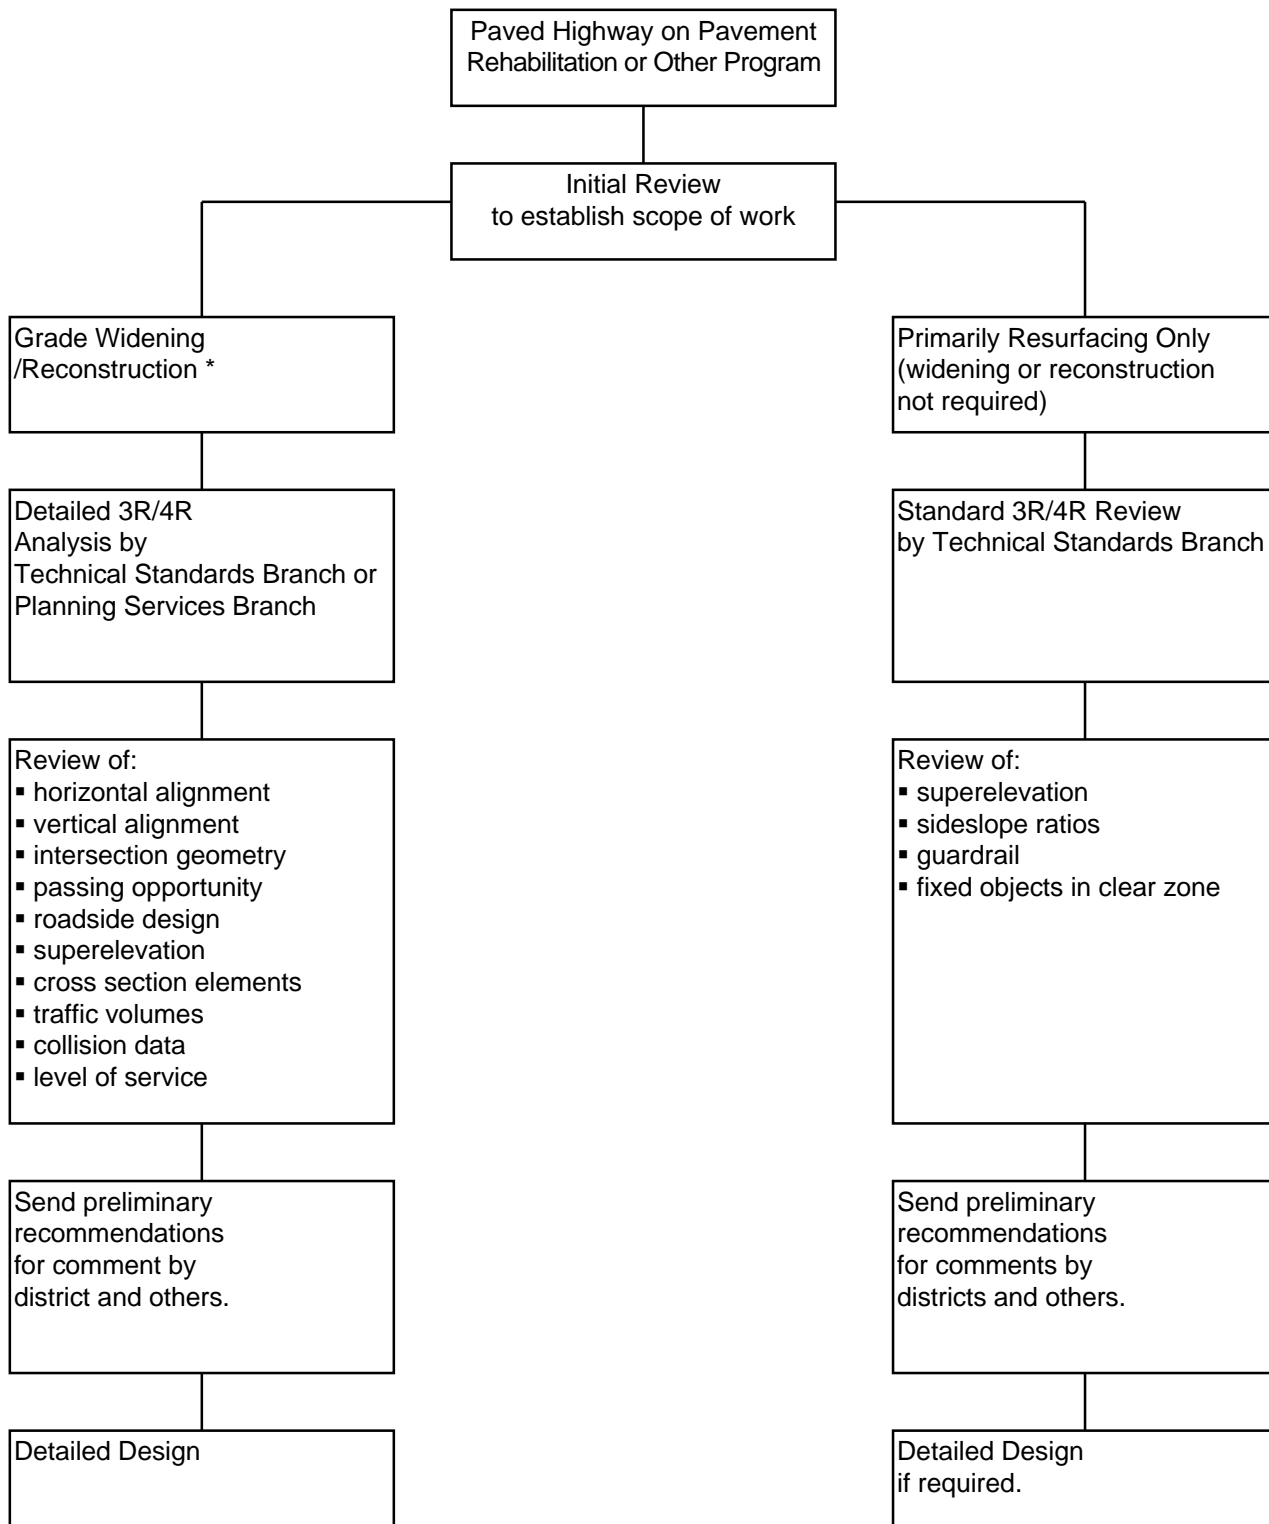 Paved Highway on Pavement
Rehabilitation or Other Program
Initial Review
to establish scope of work
Grade Widening
/Reconstruction *
Detailed 3R/4R
Analysis by
Technical Standards Branch or
Planning Services Branch
Review of:
▪ horizontal alignment
▪ vertical alignment
▪ intersection geometry
▪ passing opportunity
▪ roadside design
▪ superelevation
▪ cross section elements
▪ traffic volumes
▪ collision data
▪ level of service
Send preliminary
recommendations
for comment by
district and others.
Detailed Design
Primarily Resurfacing Only
(widening or reconstruction
not required)
Standard 3R/4R Review
by Technical Standards Branch
Review of:
▪ superelevation
▪ sideslope ratios
▪ guardrail
▪ fixed objects in clear zone
Send preliminary
recommendations
for comments by
districts and others.
Detailed Design
if required.